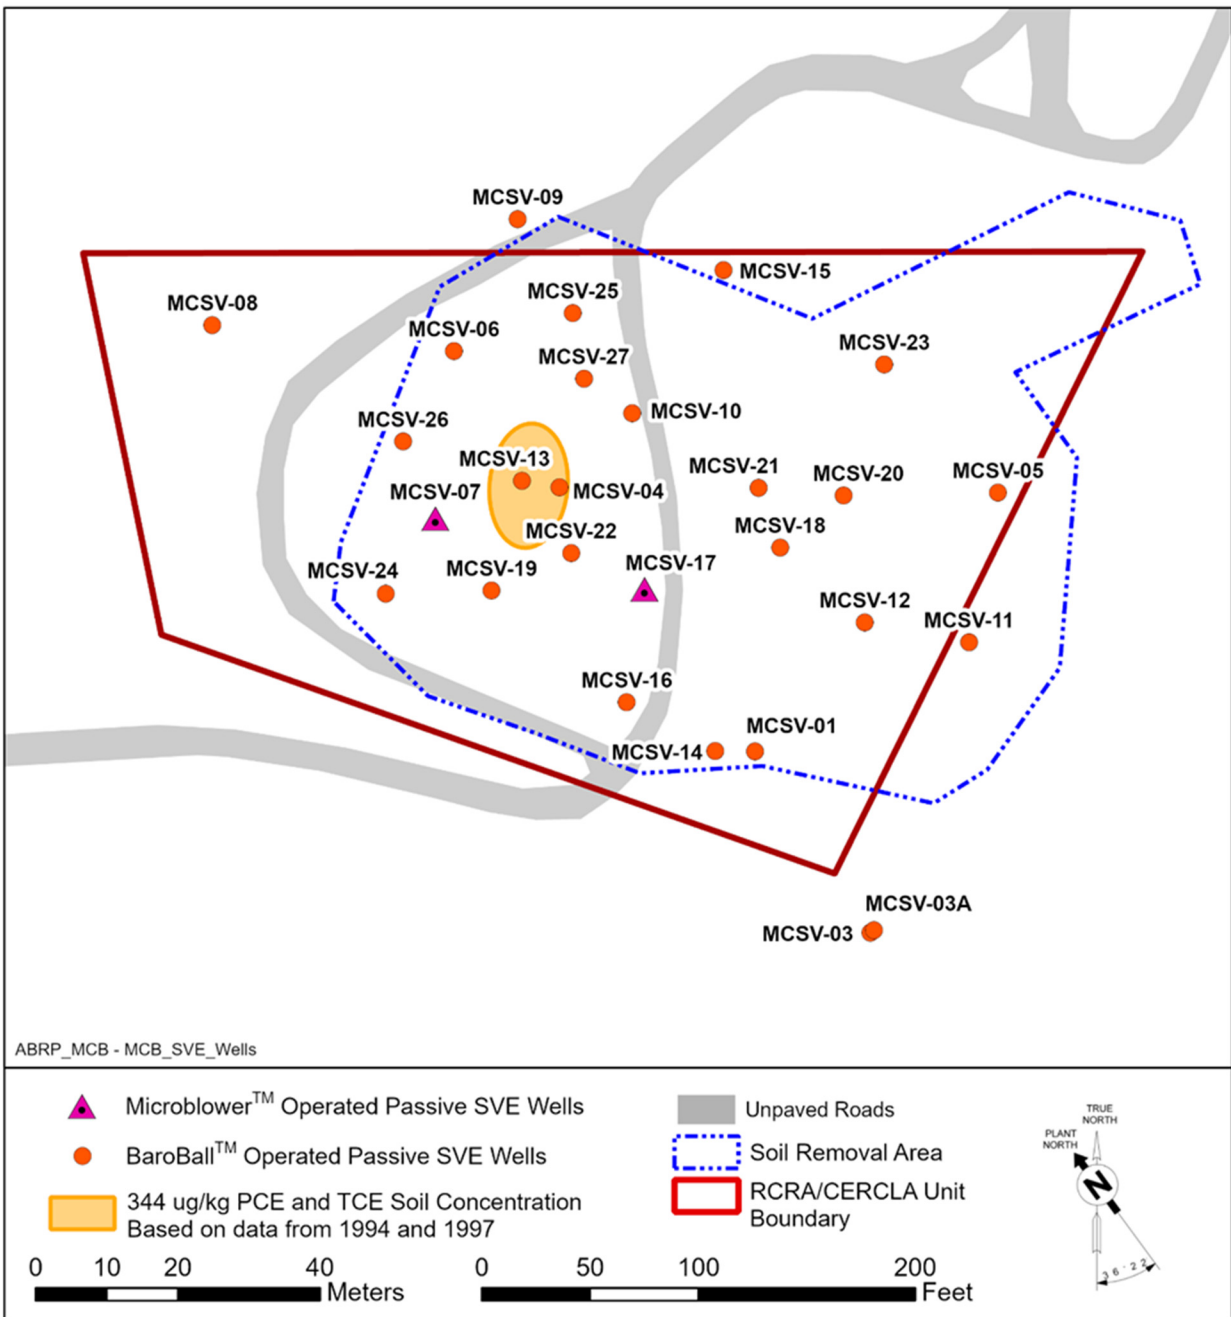 MCSV-09
MCSV-15
MCSV-08
MCSV-25
MCSV-06
MCSV-23
MCSV-27
MCSV-10
MCSV-26
MCSV-13
MCSV-21
MCSV-20
MCSV-05
MCSV-07
MCSV-04
MCSV-22
MCSV-18
MCSV-24
MCSV-19
MCSV-17
MCSV-12
MCSV-11
MCSV-16
MCSV-01
MCSV-14
MCSV-03A
MCSV-03
ABRP_MCB - MCB_SVE_Wells
Microblower™ Operated Passive SVE Wells
BaroBall™ Operated Passive SVE Wells
344 ug/kg PCE and TCE Soil Concentration
Based on data from 1994 and 1997
Unpaved Roads
Soil Removal Area
RCRA/CERCLA Unit
Boundary
TRUE
NORTH
PLANT
NORTH
N
36°22'
0 10 20 40
Meters
0 50 100 200
Feet